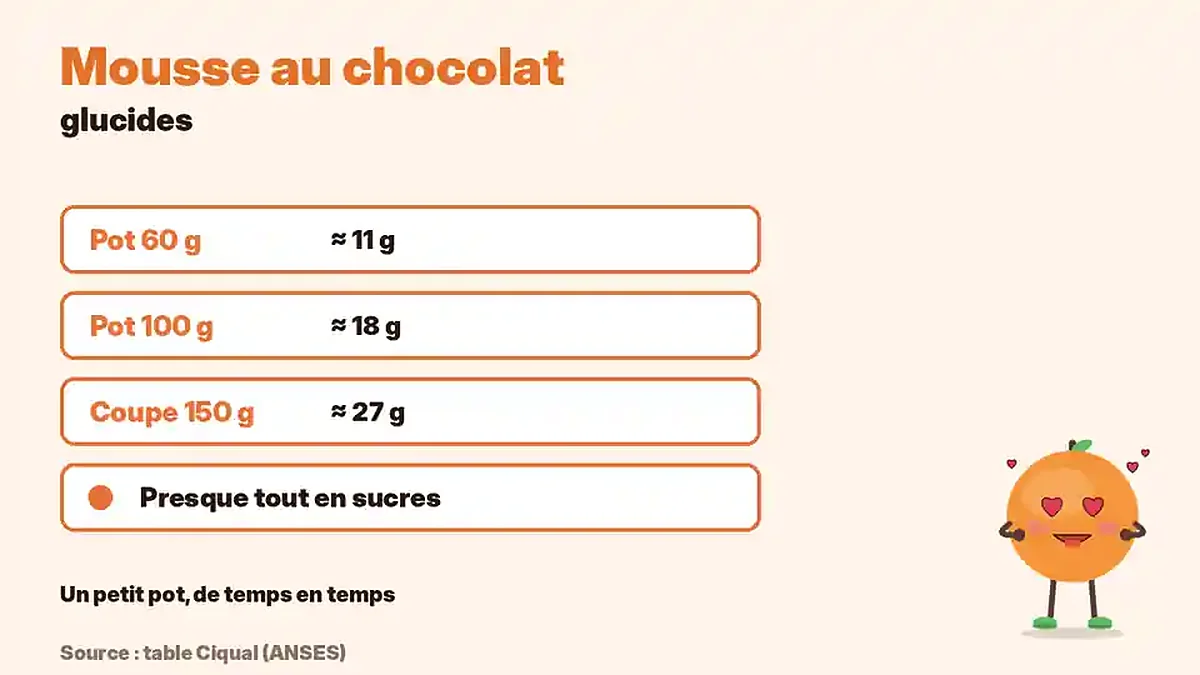 Mousse au chocolat
glucides
Pot 60 g ≈ 11 g
Pot 100 g ≈ 18 g
Coupe 150 g ≈ 27 g
Presque tout en sucres
Un petit pot, de temps en temps
Source : table Ciqual (ANSES)